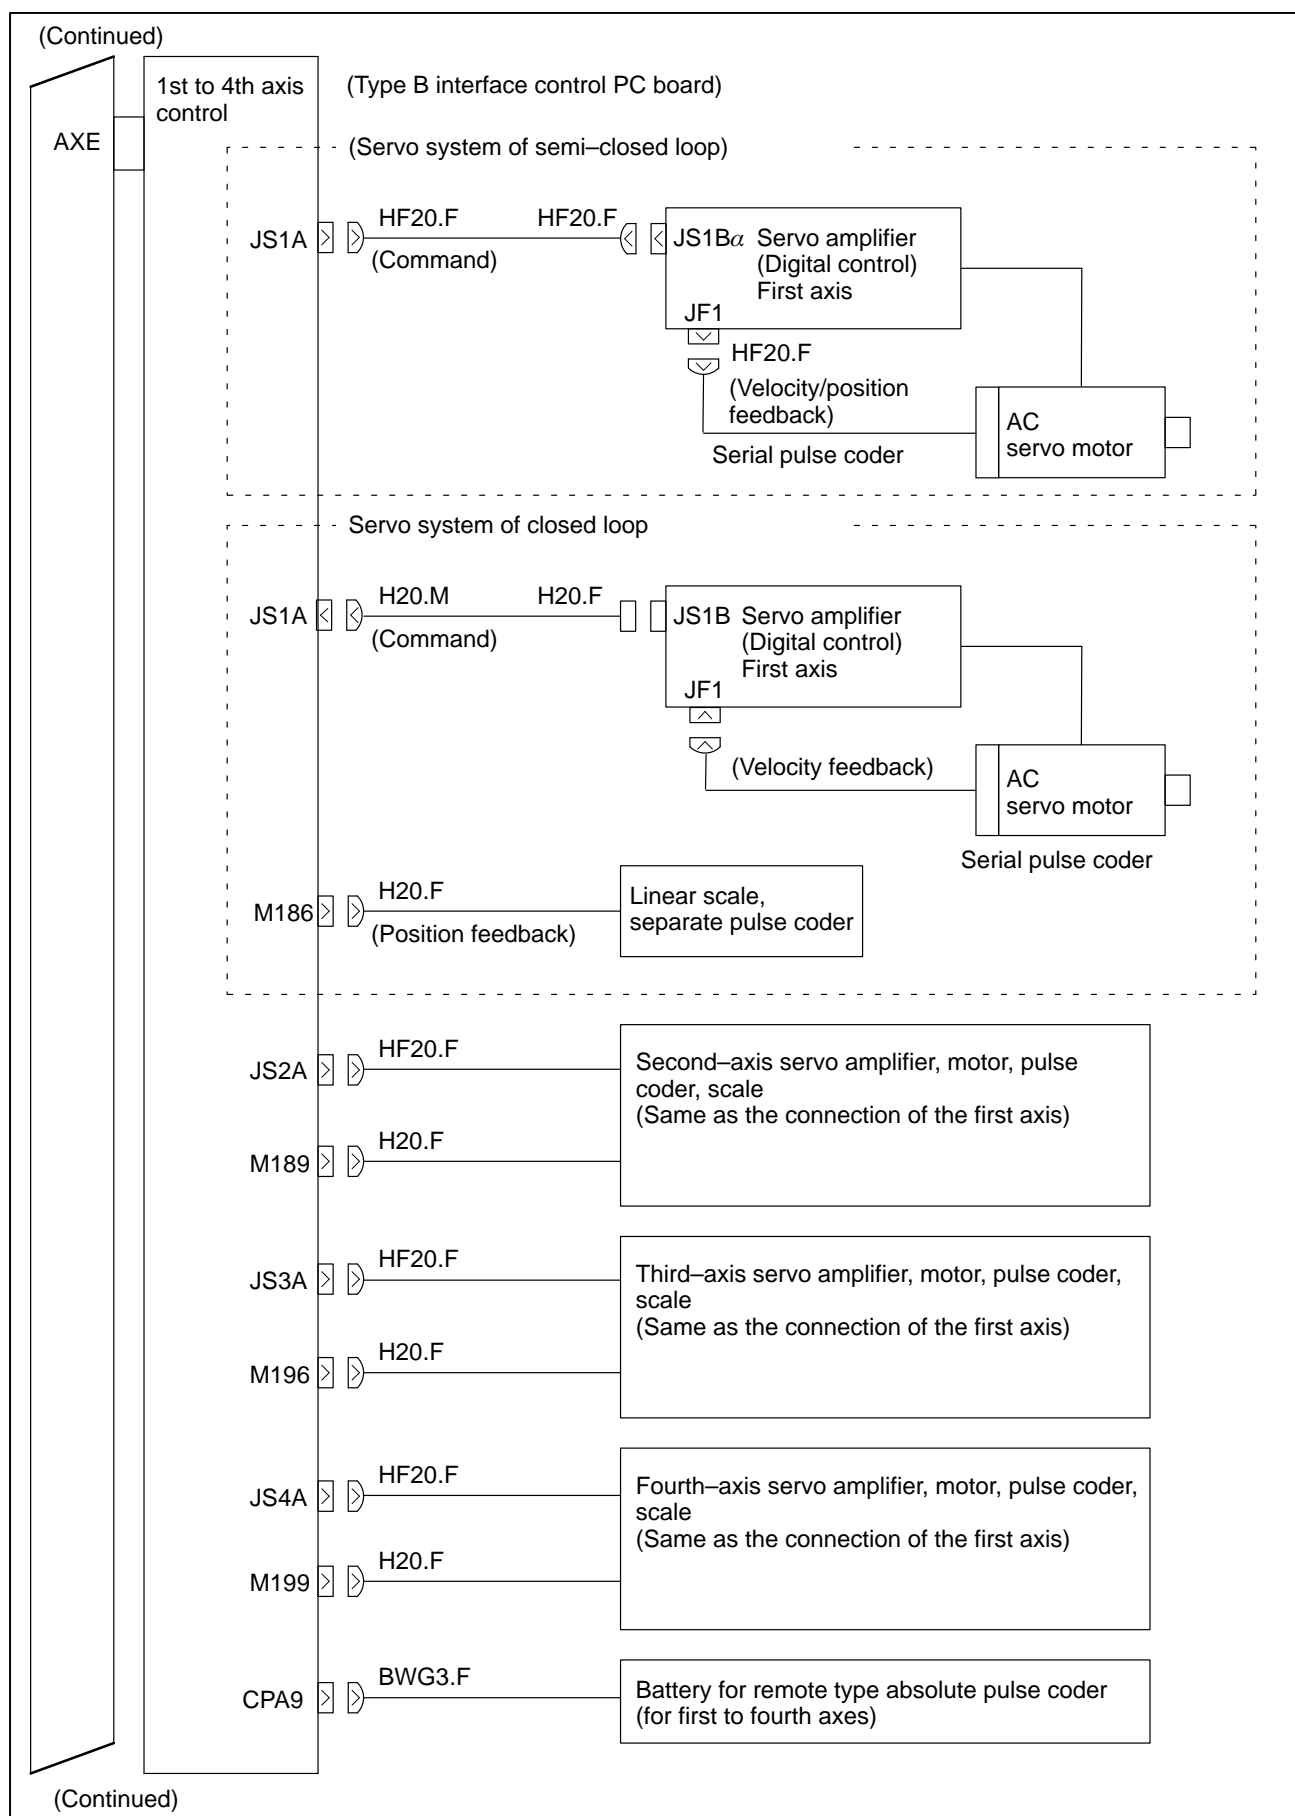 (Continued)
1st to 4th axis
control
(Type B interface control PC board)
AXE
(Servo system of semi–closed loop)
JS1A
HF20.F
HF20.F
(Command)
JS1Bα Servo amplifier
(Digital control)
First axis
JF1
HF20.F
(Velocity/position
feedback)
Serial pulse coder
AC
servo motor
Servo system of closed loop
JS1A
H20.M
H20.F
(Command)
JS1B Servo amplifier
(Digital control)
First axis
JF1
(Velocity feedback)
AC
servo motor
Serial pulse coder
M186
H20.F
(Position feedback)
Linear scale,
separate pulse coder
JS2A
HF20.F
M189
H20.F
Second–axis servo amplifier, motor, pulse
coder, scale
(Same as the connection of the first axis)
JS3A
HF20.F
M196
H20.F
Third–axis servo amplifier, motor, pulse coder,
scale
(Same as the connection of the first axis)
JS4A
HF20.F
M199
H20.F
Fourth–axis servo amplifier, motor, pulse coder,
scale
(Same as the connection of the first axis)
CPA9
BWG3.F
Battery for remote type absolute pulse coder
(for first to fourth axes)
(Continued)